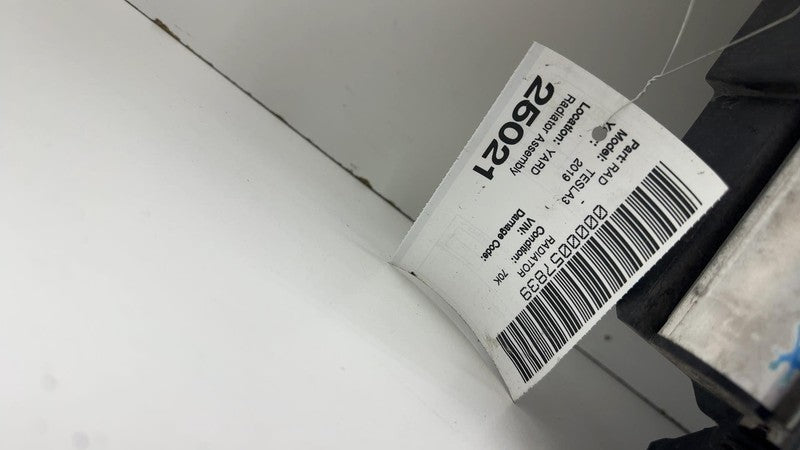 0000057839
Part: RAD RADIATOR
Model: TESLA3 Condition: 70K
2019 VIN:
Location: YARD Damage Code:
Radiator Assembly
25021